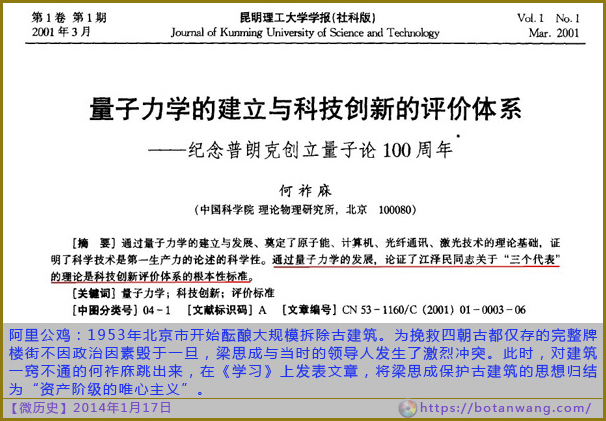 第1卷 第1期
昆明理工大学学报(社科版)
Vol.1 No.1
2001年3月
Journal of Kunming University of Science and Technology
Mar. 2001
量子力学的建立与科技创新的评价体系
——纪念普朗克创立量子论100周年*
何祚庥
(中国科学院 理论物理研究所,北京 100080)
[摘 要] 通过量子力学的建立与发展、奠定了原子能、计算机、光纤通讯、激光技术的理论基础,证
明了科学技术是第一生产力的论述的科学性。通过量子力学的发展,论证了江泽民同志关于“三个代表”
的理论是科技创新评价体系的根本性标准。
[关键词] 量子力学;科技创新;评价标准
[中图分类号] 04-1 [文献标识码] A [文章编号] CN 53-1160/C (2001) 01-0003-06
阿里公鸡:1953年北京市开始酝酿大规模拆除古建筑。为挽救四朝古都仅存的完整牌
楼街不因政治因素毁于一旦,梁思成与当时的领导人发生了激烈冲突。此时,对建筑
一窍不通的何祚庥跳出来,在《学习》上发表文章,将梁思成保护古建筑的思想归结
为“资产阶级的唯心主义”。
【微历史】2014年1月17日
https://botanwang.com/